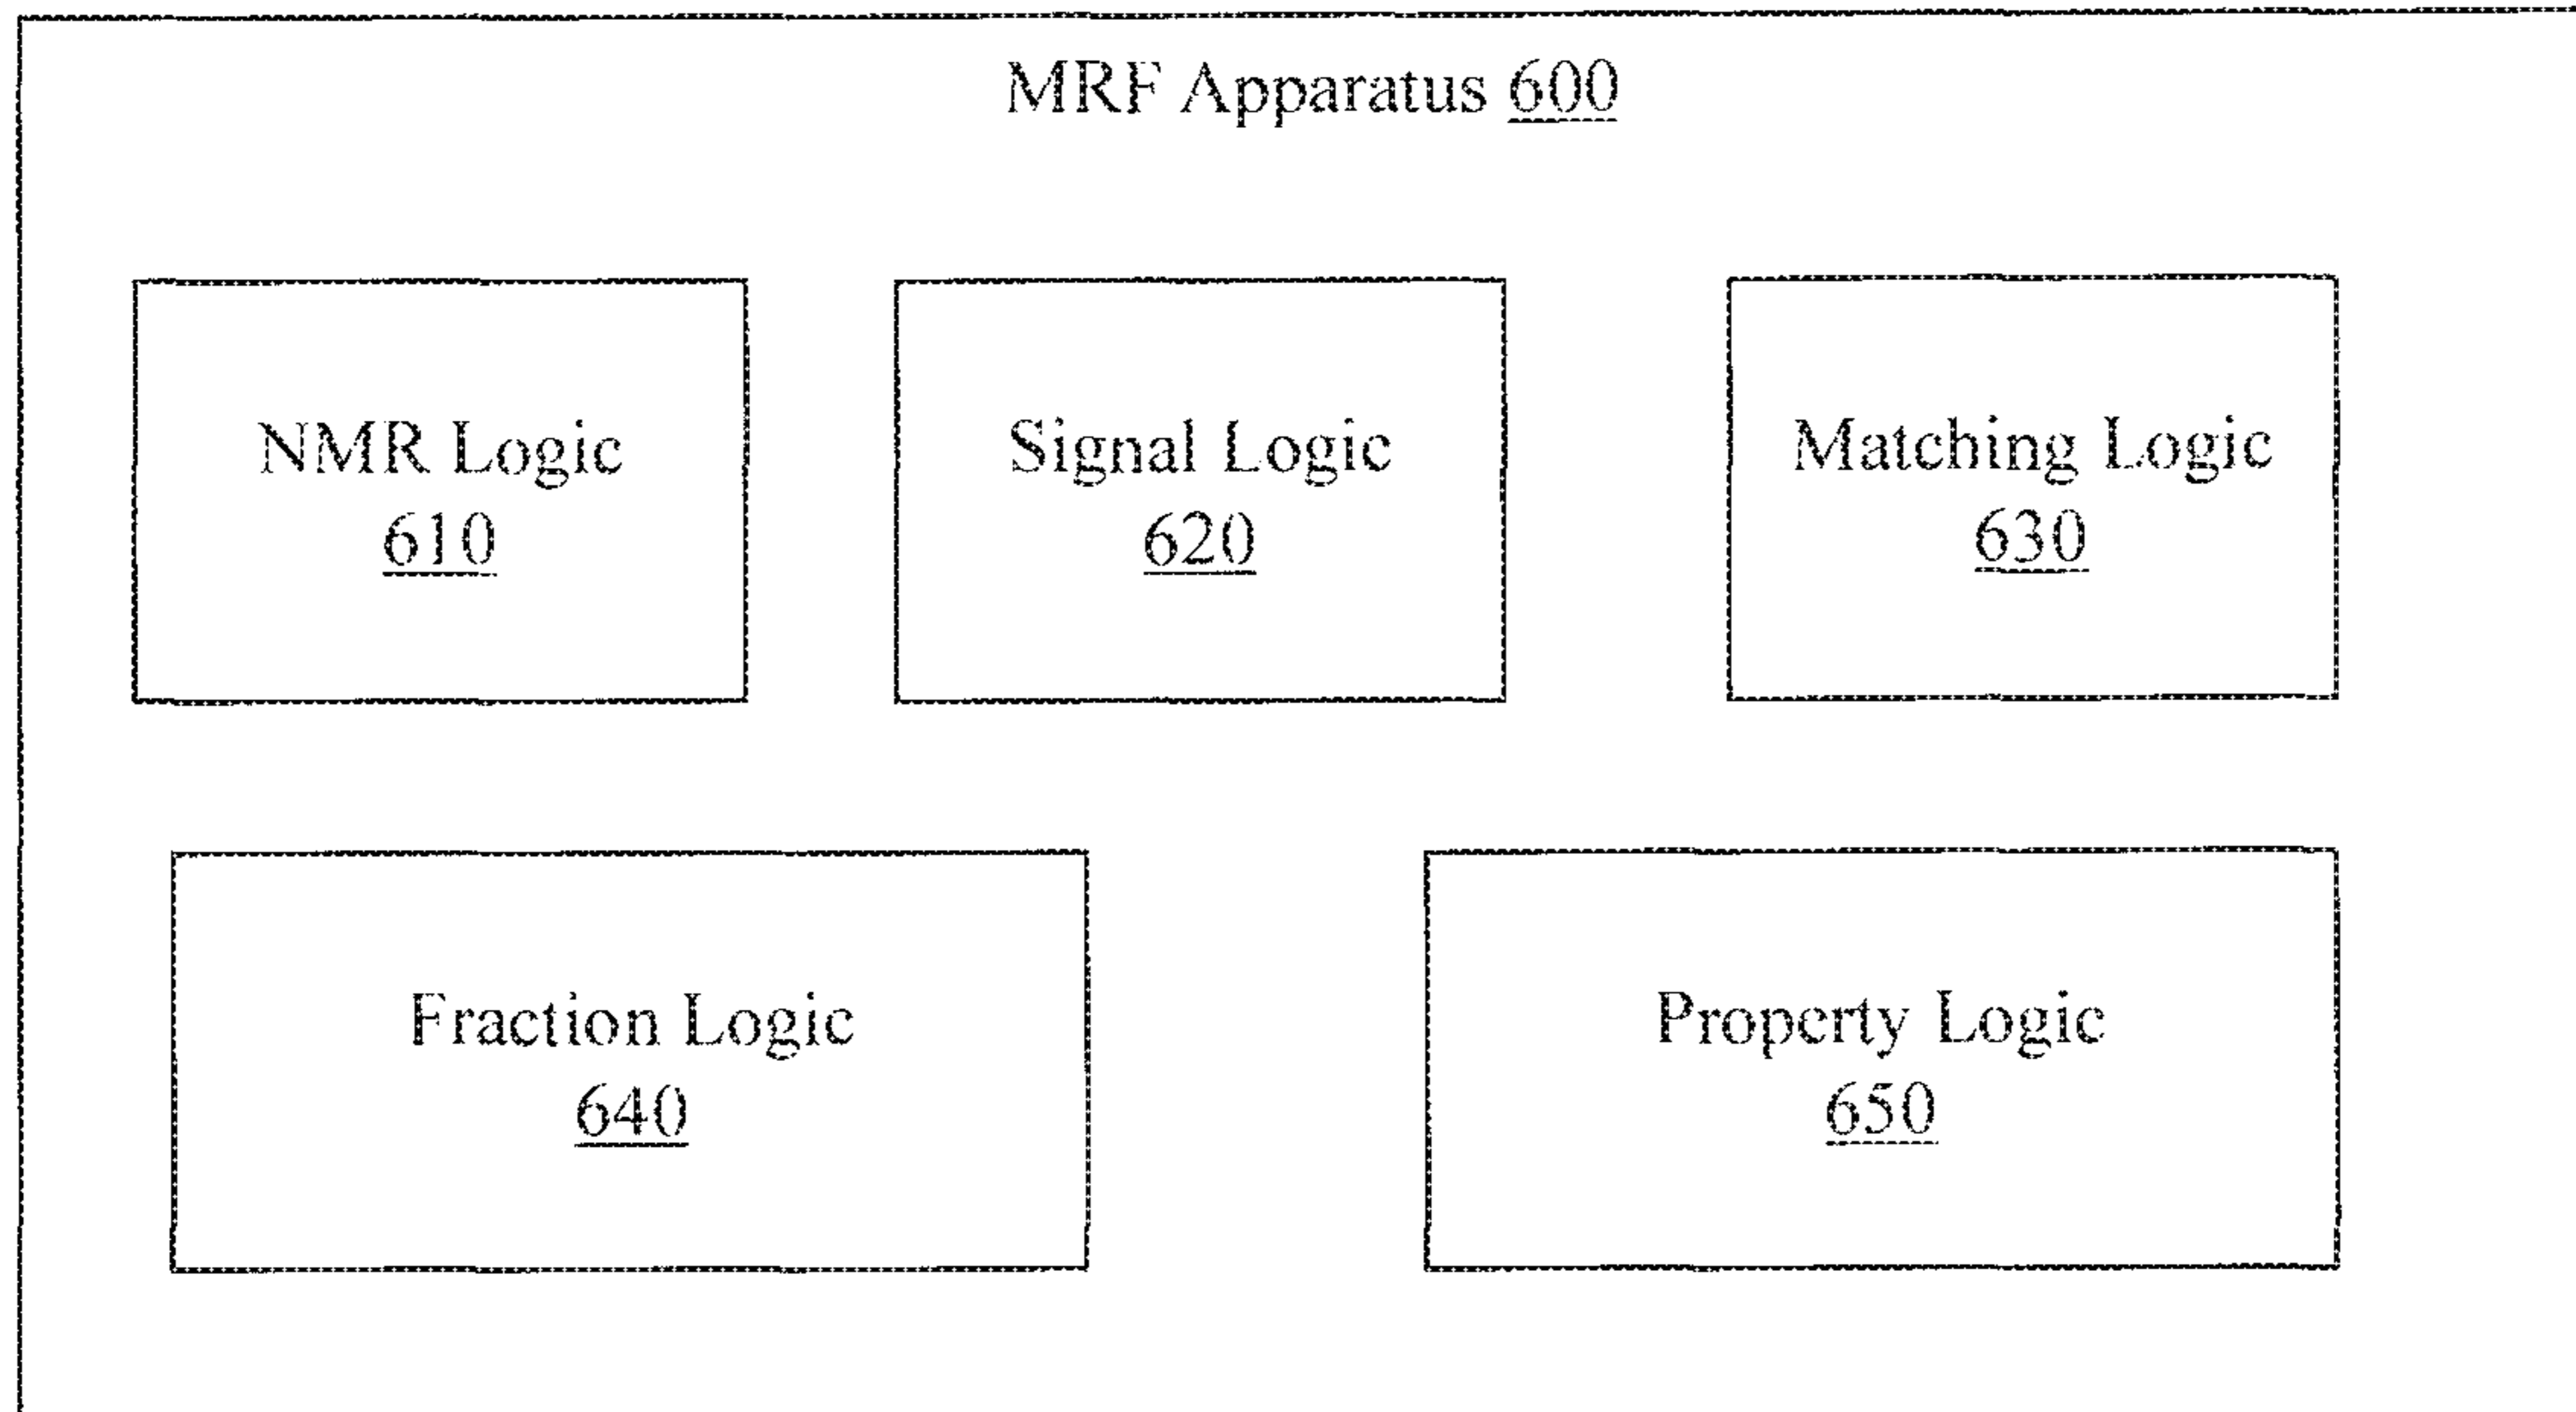 MRF Apparatus 600
NMR Logic
610
Signal Logic
620
Matching Logic
630
Fraction Logic
640
Property Logic
650